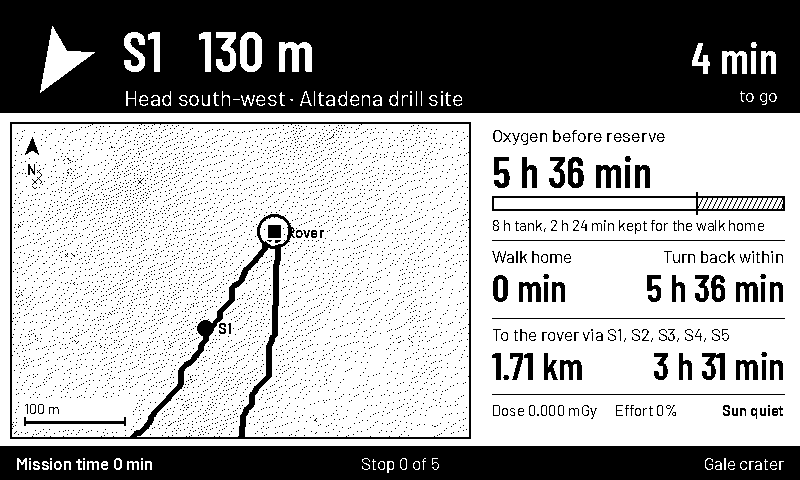 S1 130 m
4 min
Head south-west · Altadena drill site
to go
N
Rover
S1
100 m
Oxygen before reserve
5 h 36 min
8 h tank, 2 h 24 min kept for the walk home
Walk home Turn back within
0 min 5 h 36 min
To the rover via S1, S2, S3, S4, S5
1.71 km 3 h 31 min
Dose 0.000 mGy Effort 0% Sun quiet
Mission time 0 min Stop 0 of 5 Gale crater